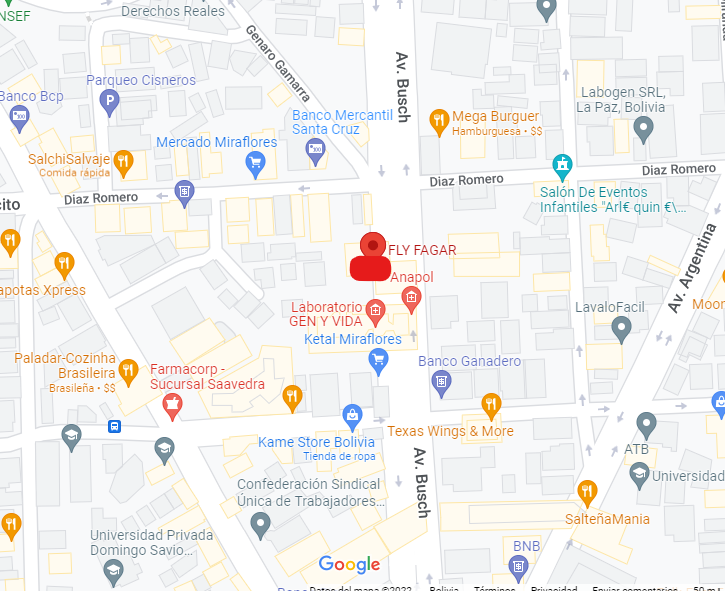 NSEF
Derechos Reales
Genaro Gamarra
Av. Busch
Parqueo Cisneros
P
Banco Bcp
Banco Mercantil
Santa Cruz
Mega Burguer
Hamburguesa • $$
Labogen SRL,
La Paz, Bolivia
Mercado Miraflores
SalchiSalvaje
Comida rápida
Diaz Romero
Diaz Romero
Diaz Romero
Salón De Eventos
Infantiles "Arl€ quin €\...
cito
FLY FAGAR
Anapol
Av. Argentina
apotas Xpress
Laboratorio
GEN Y VIDA
LavaloFacil
Moon
Ketal Miraflores
Paladar-Cozinha
Brasileira
Brasileña • $$
Farmacorp -
Sucursal Saavedra
Banco Ganadero
Texas Wings & More
Kame Store Bolivia
Tienda de ropa
Av. Busch
ATB
Universidad
Confederación Sindical
Única de Trabajadores...
SalteñaMania
Universidad Privada
Domingo Savio...
BNB
Google
Datos del mapa ©2022
Bolivia
Términos
Privacidad
Enviar comentarios
50 m